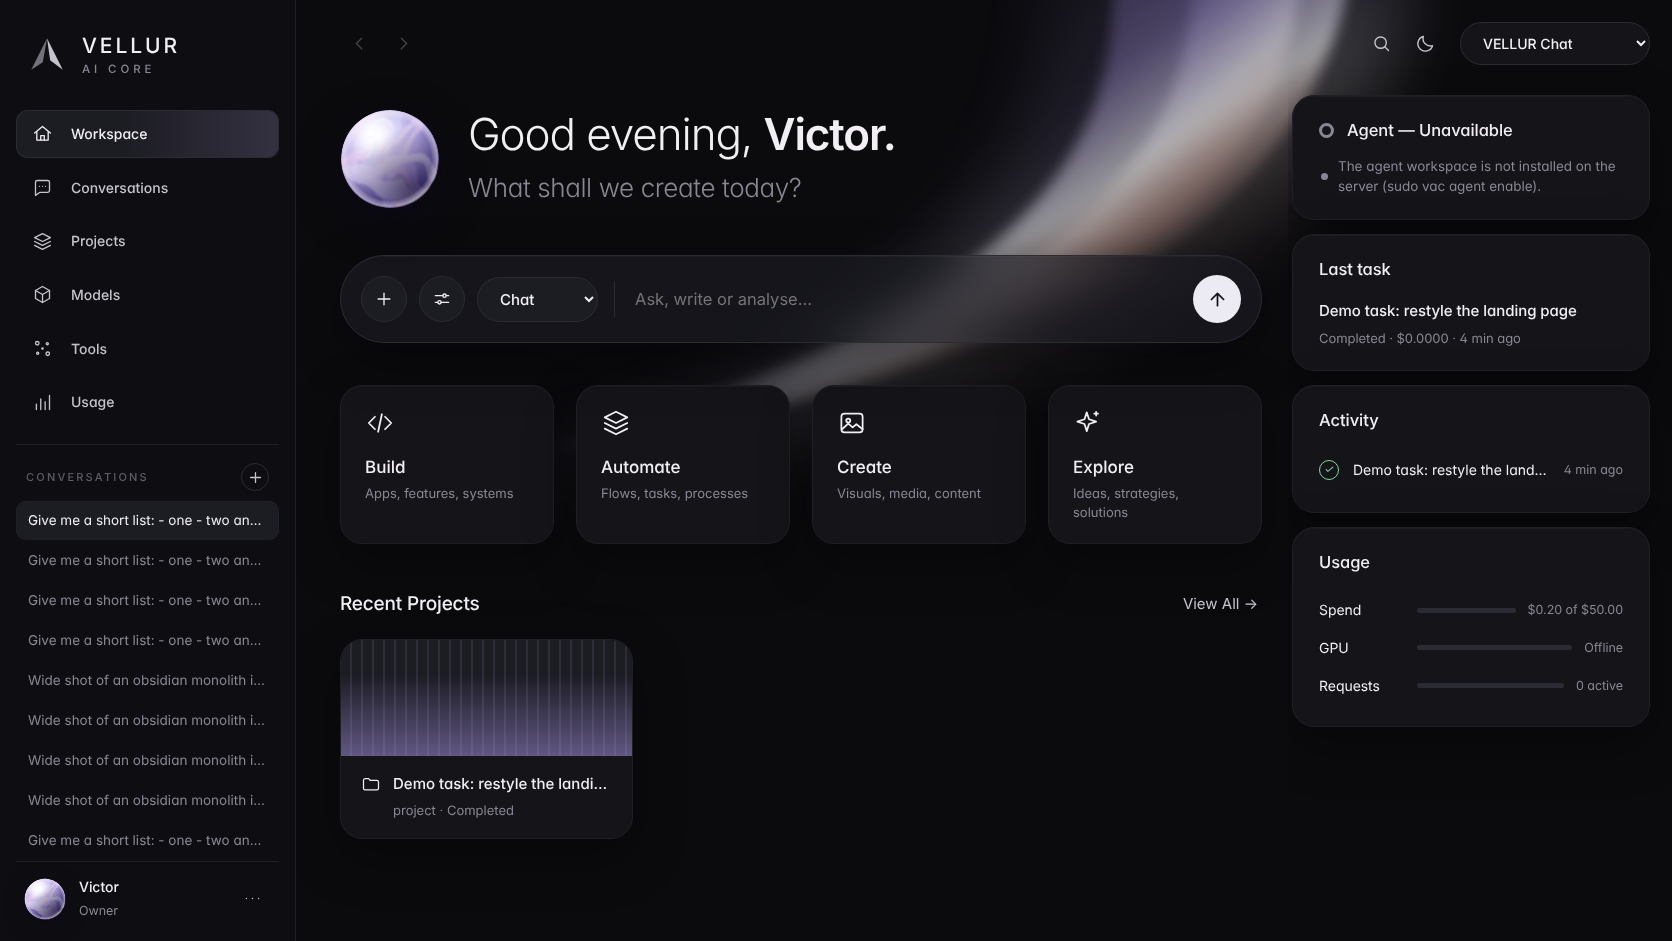 VELLUR
AI CORE
Workspace
Conversations
Projects
Models
Tools
Usage
CONVERSATIONS
Give me a short list: - one - two an...
Give me a short list: - one - two an...
Give me a short list: - one - two an...
Give me a short list: - one - two an...
Wide shot of an obsidian monolith i...
Wide shot of an obsidian monolith i...
Wide shot of an obsidian monolith i...
Wide shot of an obsidian monolith i...
Give me a short list: - one - two an...
Victor
Owner
VELLUR Chat
Good evening, Victor.
What shall we create today?
Chat
Ask, write or analyse...
Build
Apps, features, systems
Automate
Flows, tasks, processes
Create
Visuals, media, content
Explore
Ideas, strategies,
solutions
Recent Projects
View All →
Demo task: restyle the landi...
project · Completed
Agent — Unavailable
The agent workspace is not installed on the
server (sudo vac agent enable).
Last task
Demo task: restyle the landing page
Completed · $0.0000 · 4 min ago
Activity
Demo task: restyle the land... 4 min ago
Usage
Spend $0.20 of $50.00
GPU Offline
Requests 0 active